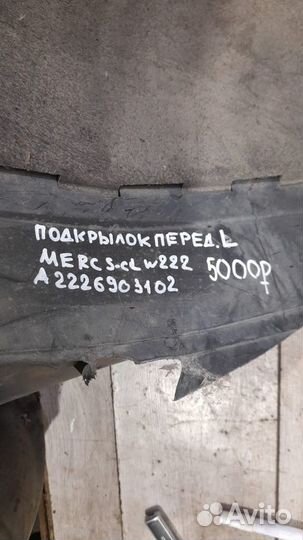 ПОДКРЫЛОК ПЕРЕД. L
MERC S-CL W222 5000р
A2226903102
Avito